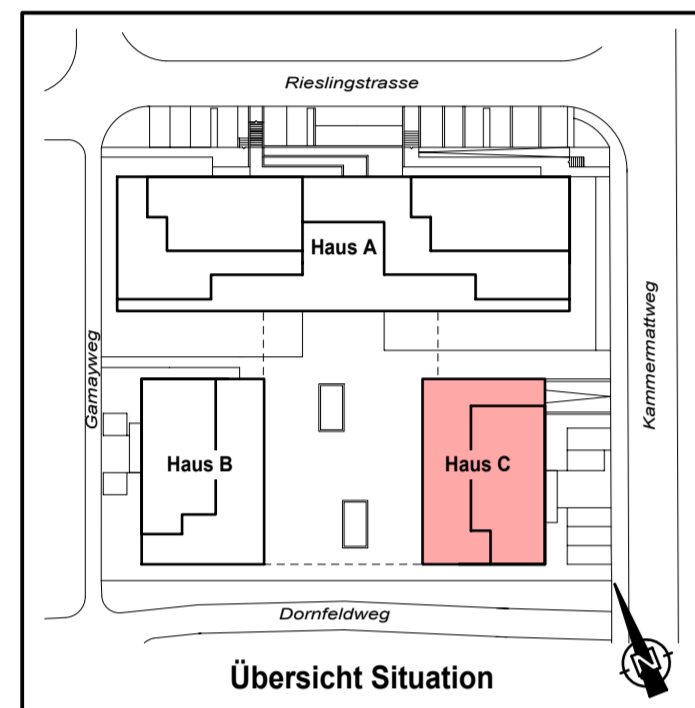 Rieslingstrasse
Haus A
Gamayweg
Kammermattweg
Haus B
Haus C
Dornfeldweg
N
Übersicht Situation